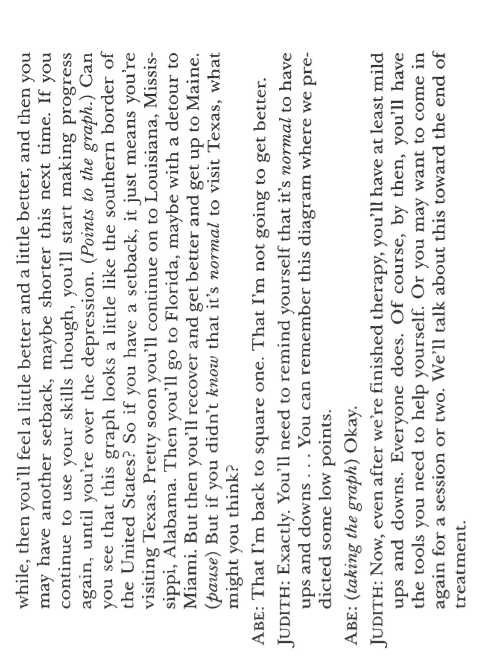 while, then you'll feel a little better and a little better, and then you
may have another setback, maybe shorter this next time. If you
continue to use your skills though, you'll start making progress
again, until you're over the depression. (Points to the graph.) Can
you see that this graph looks a little like the southern border of
the United States? So if you have a setback, it just means you're
visiting Texas. Pretty soon you'll continue on to Louisiana, Missis-
sippi, Alabama. Then you'll go to Florida, maybe with a detour to
Miami. But then you'll recover and get better and get up to Maine.
(pause) But if you didn't know that it's normal to visit Texas, what
might you think?
ABE: That I'm back to square one. That I'm not going to get better.
JUDITH: Exactly. You'll need to remind yourself that it's normal to have
ups and downs . . . You can remember this diagram where we pre-
dicted some low points.
ABE: (taking the graph) Okay.
JUDITH: Now, even after we're finished therapy, you'll have at least mild
ups and downs. Everyone does. Of course, by then, you'll have
the tools you need to help yourself. Or you may want to come in
again for a session or two. We'll talk about this toward the end of
treatment.